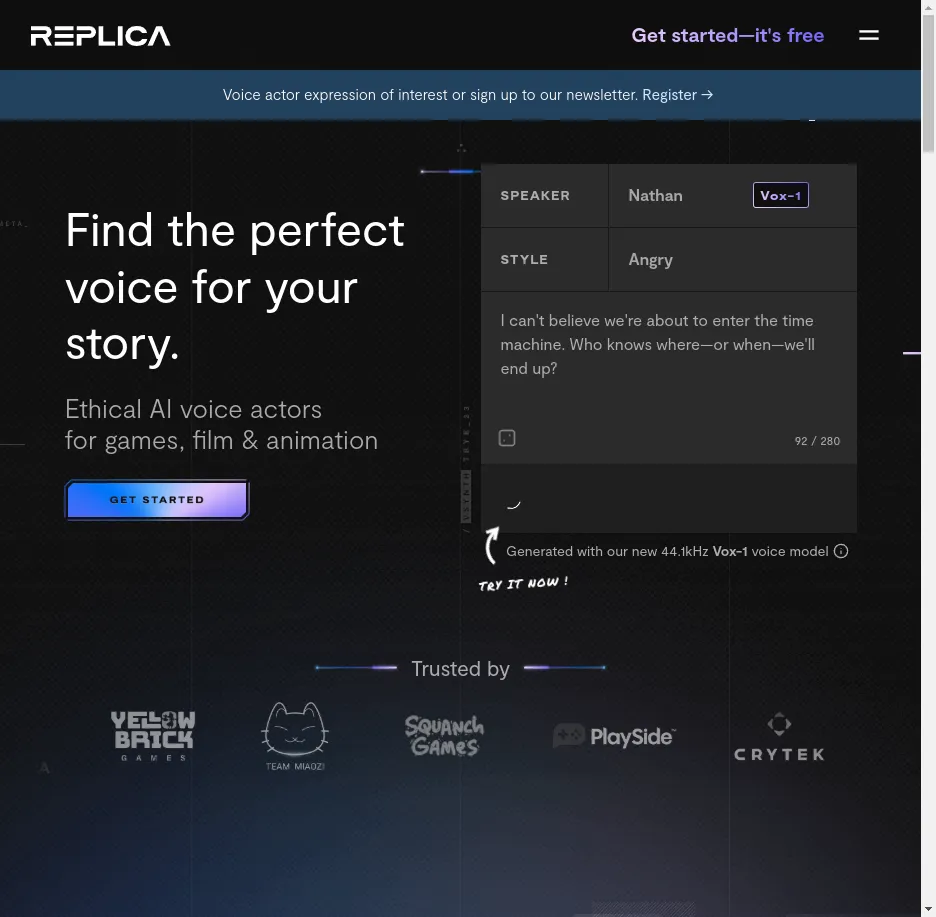 REPLICA
Get started—it's free
Voice actor expression of interest or sign up to our newsletter. Register →
Find the perfect
voice for your
story.
Ethical AI voice actors
for games, film & animation
GET STARTED
SPEAKER
Nathan
Vox-1
STYLE
Angry
I can't believe we're about to enter the time
machine. Who knows where—or when—we'll
end up?
92 / 280
Generated with our new 44.1kHz Vox-1 voice model
TRY IT NOW !
Trusted by
YELLOW
BRICK
GAMES
TEAM MIAOZI
SQUANCH
GAMES
PlaySide™
CRYTEK
A